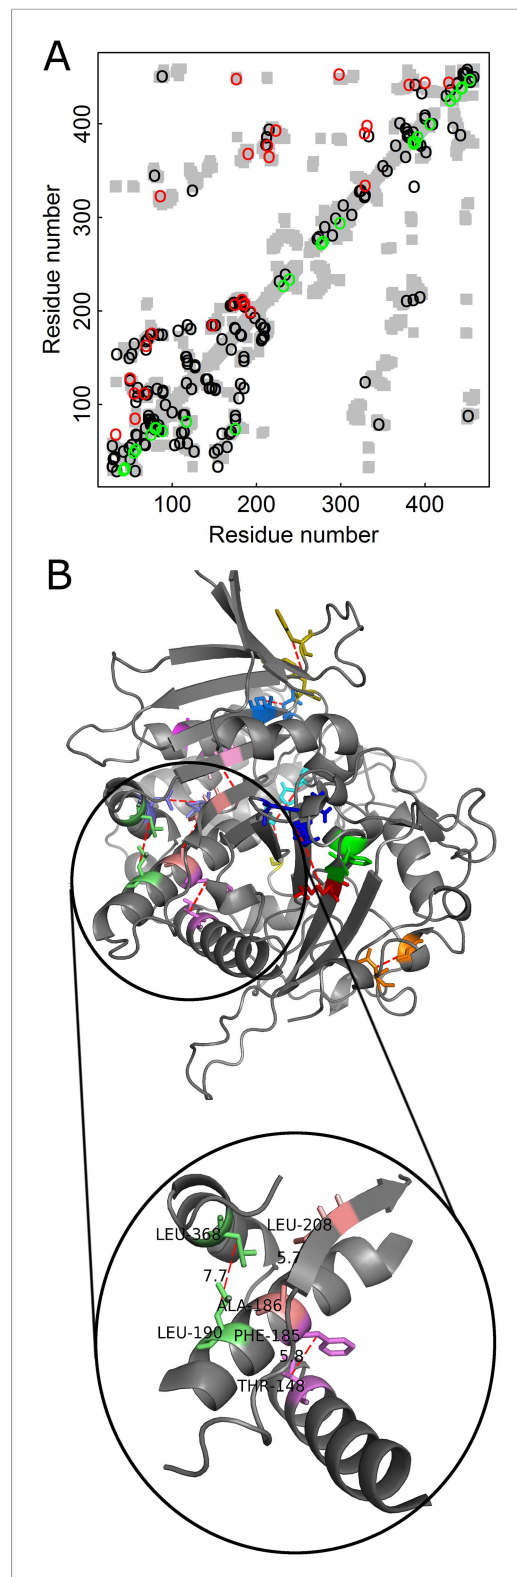 A
Residue number
400
300
200
100
100 200 300 400
Residue number
B
LEU-208
LEU-368
5.7
7.7
ALA-186
LEU-190 PHE-185
5.8
THR-148